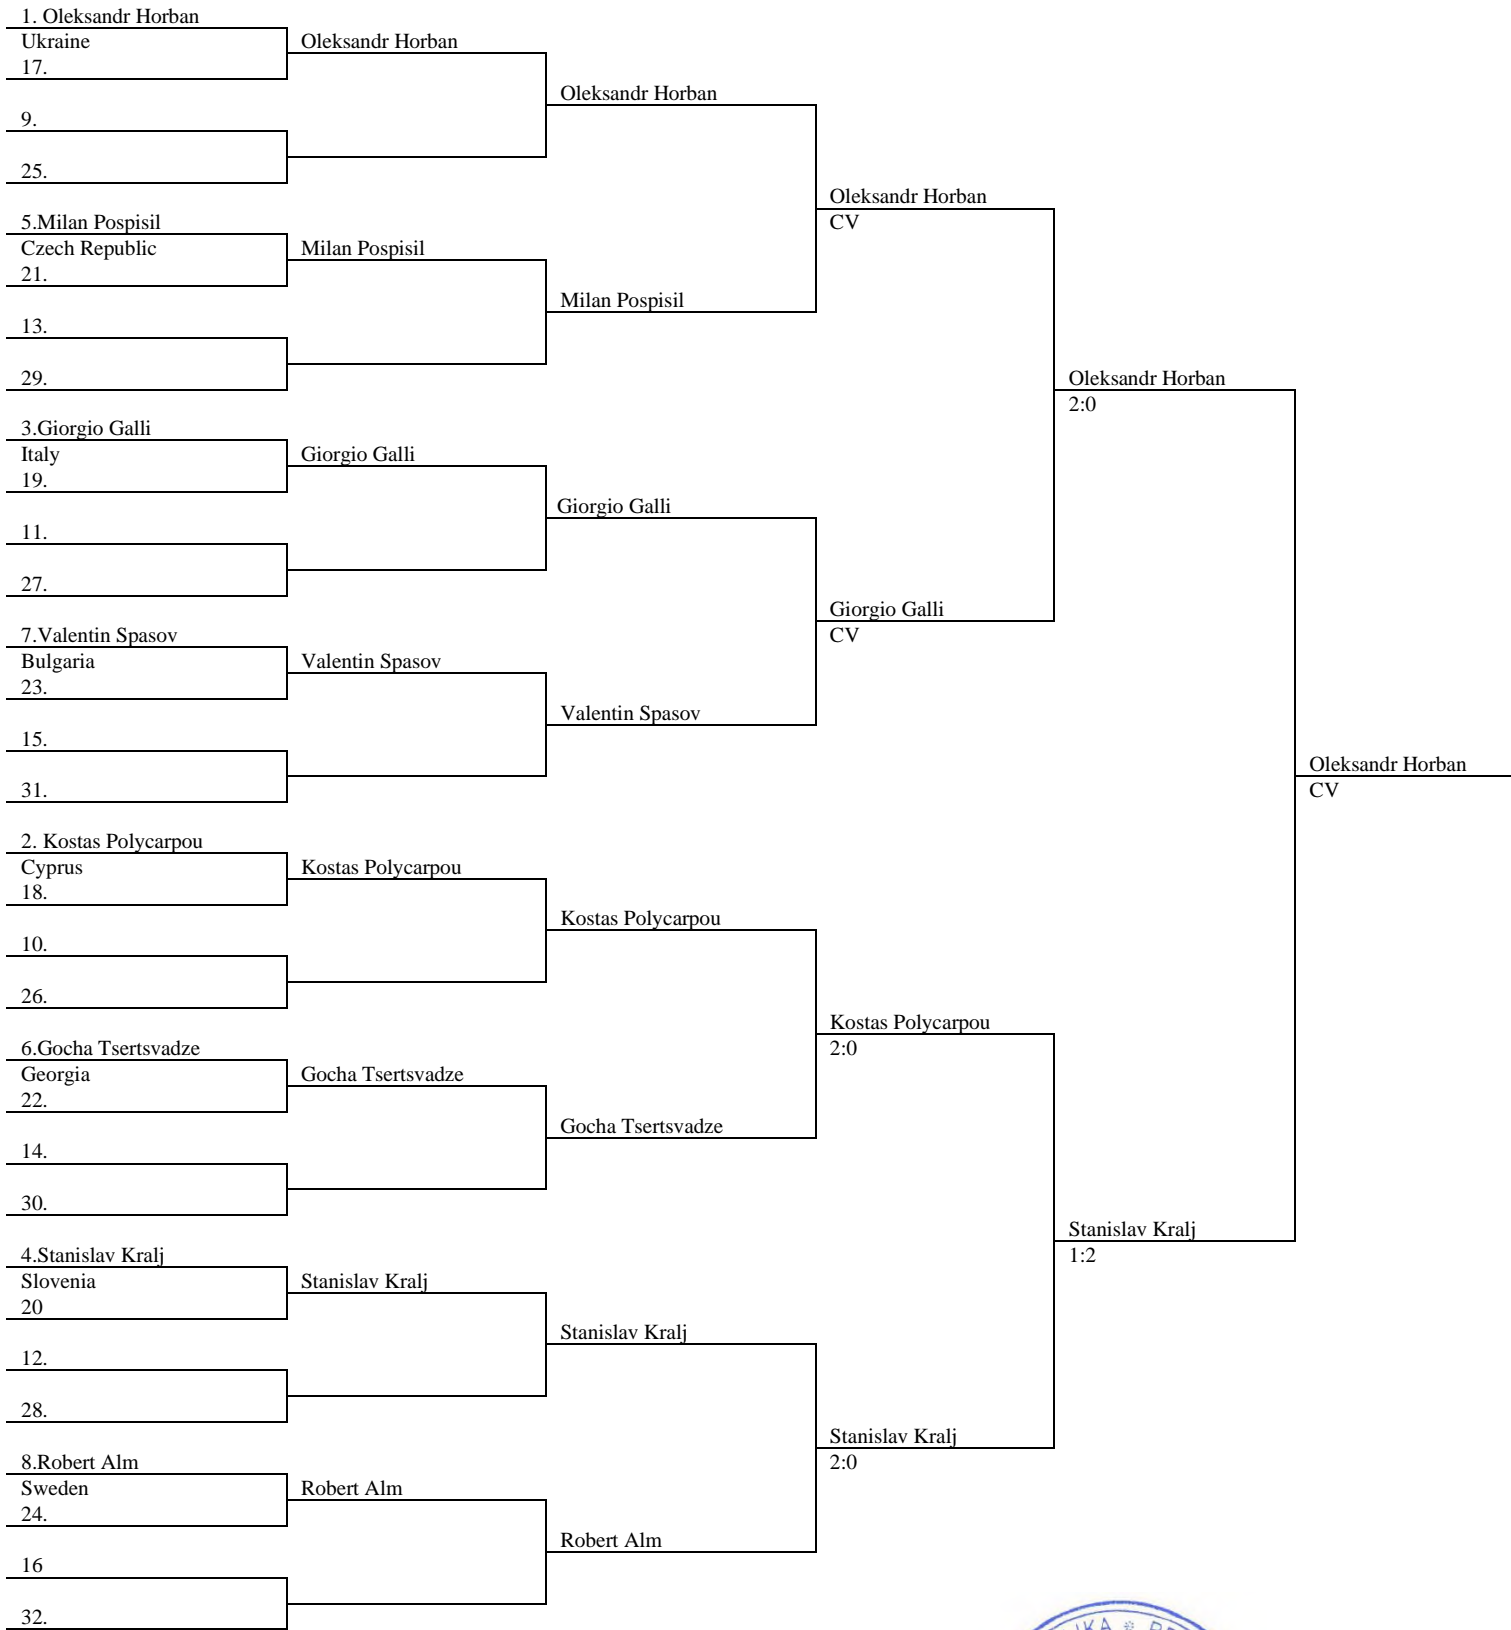 1. Oleksandr Horban
Ukraine
17.
9.
25.
5.Milan Pospisil
Czech Republic
21.
13.
29.
3.Giorgio Galli
Italy
19.
11.
27.
7.Valentin Spasov
Bulgaria
23.
15.
31.
2. Kostas Polycarpou
Cyprus
18.
10.
26.
6.Gocha Tsertsvadze
Georgia
22.
14.
30.
4.Stanislav Kralj
Slovenia
20
12.
28.
8.Robert Alm
Sweden
24.
16
32.
Oleksandr Horban
Milan Pospisil
Giorgio Galli
Valentin Spasov
Kostas Polycarpou
Gocha Tsertsvadze
Stanislav Kralj
Robert Alm
Oleksandr Horban
Milan Pospisil
Giorgio Galli
Valentin Spasov
Kostas Polycarpou
Gocha Tsertsvadze
Stanislav Kralj
Robert Alm
Oleksandr Horban
CV
Giorgio Galli
CV
Kostas Polycarpou
2:0
Stanislav Kralj
2:0
Oleksandr Horban
2:0
Stanislav Kralj
1:2
Oleksandr Horban
CV